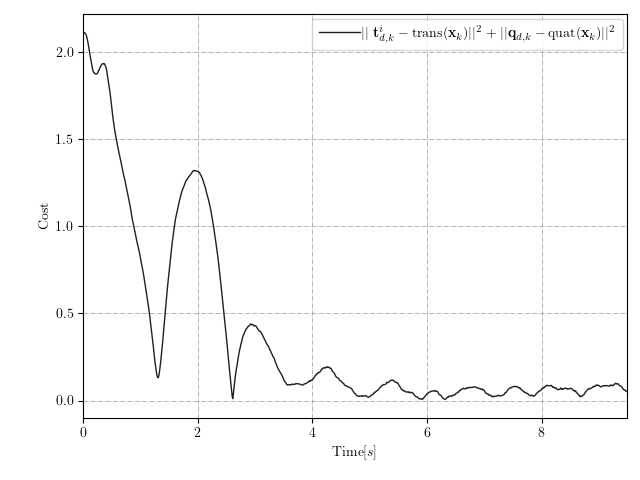 || t^i_{d,k} − trans(x_k)||^2 + ||q_{d,k} − quat(x_k)||^2
2.0
1.5
1.0
0.5
0.0
Cost
0 2 4 6 8
Time[s]